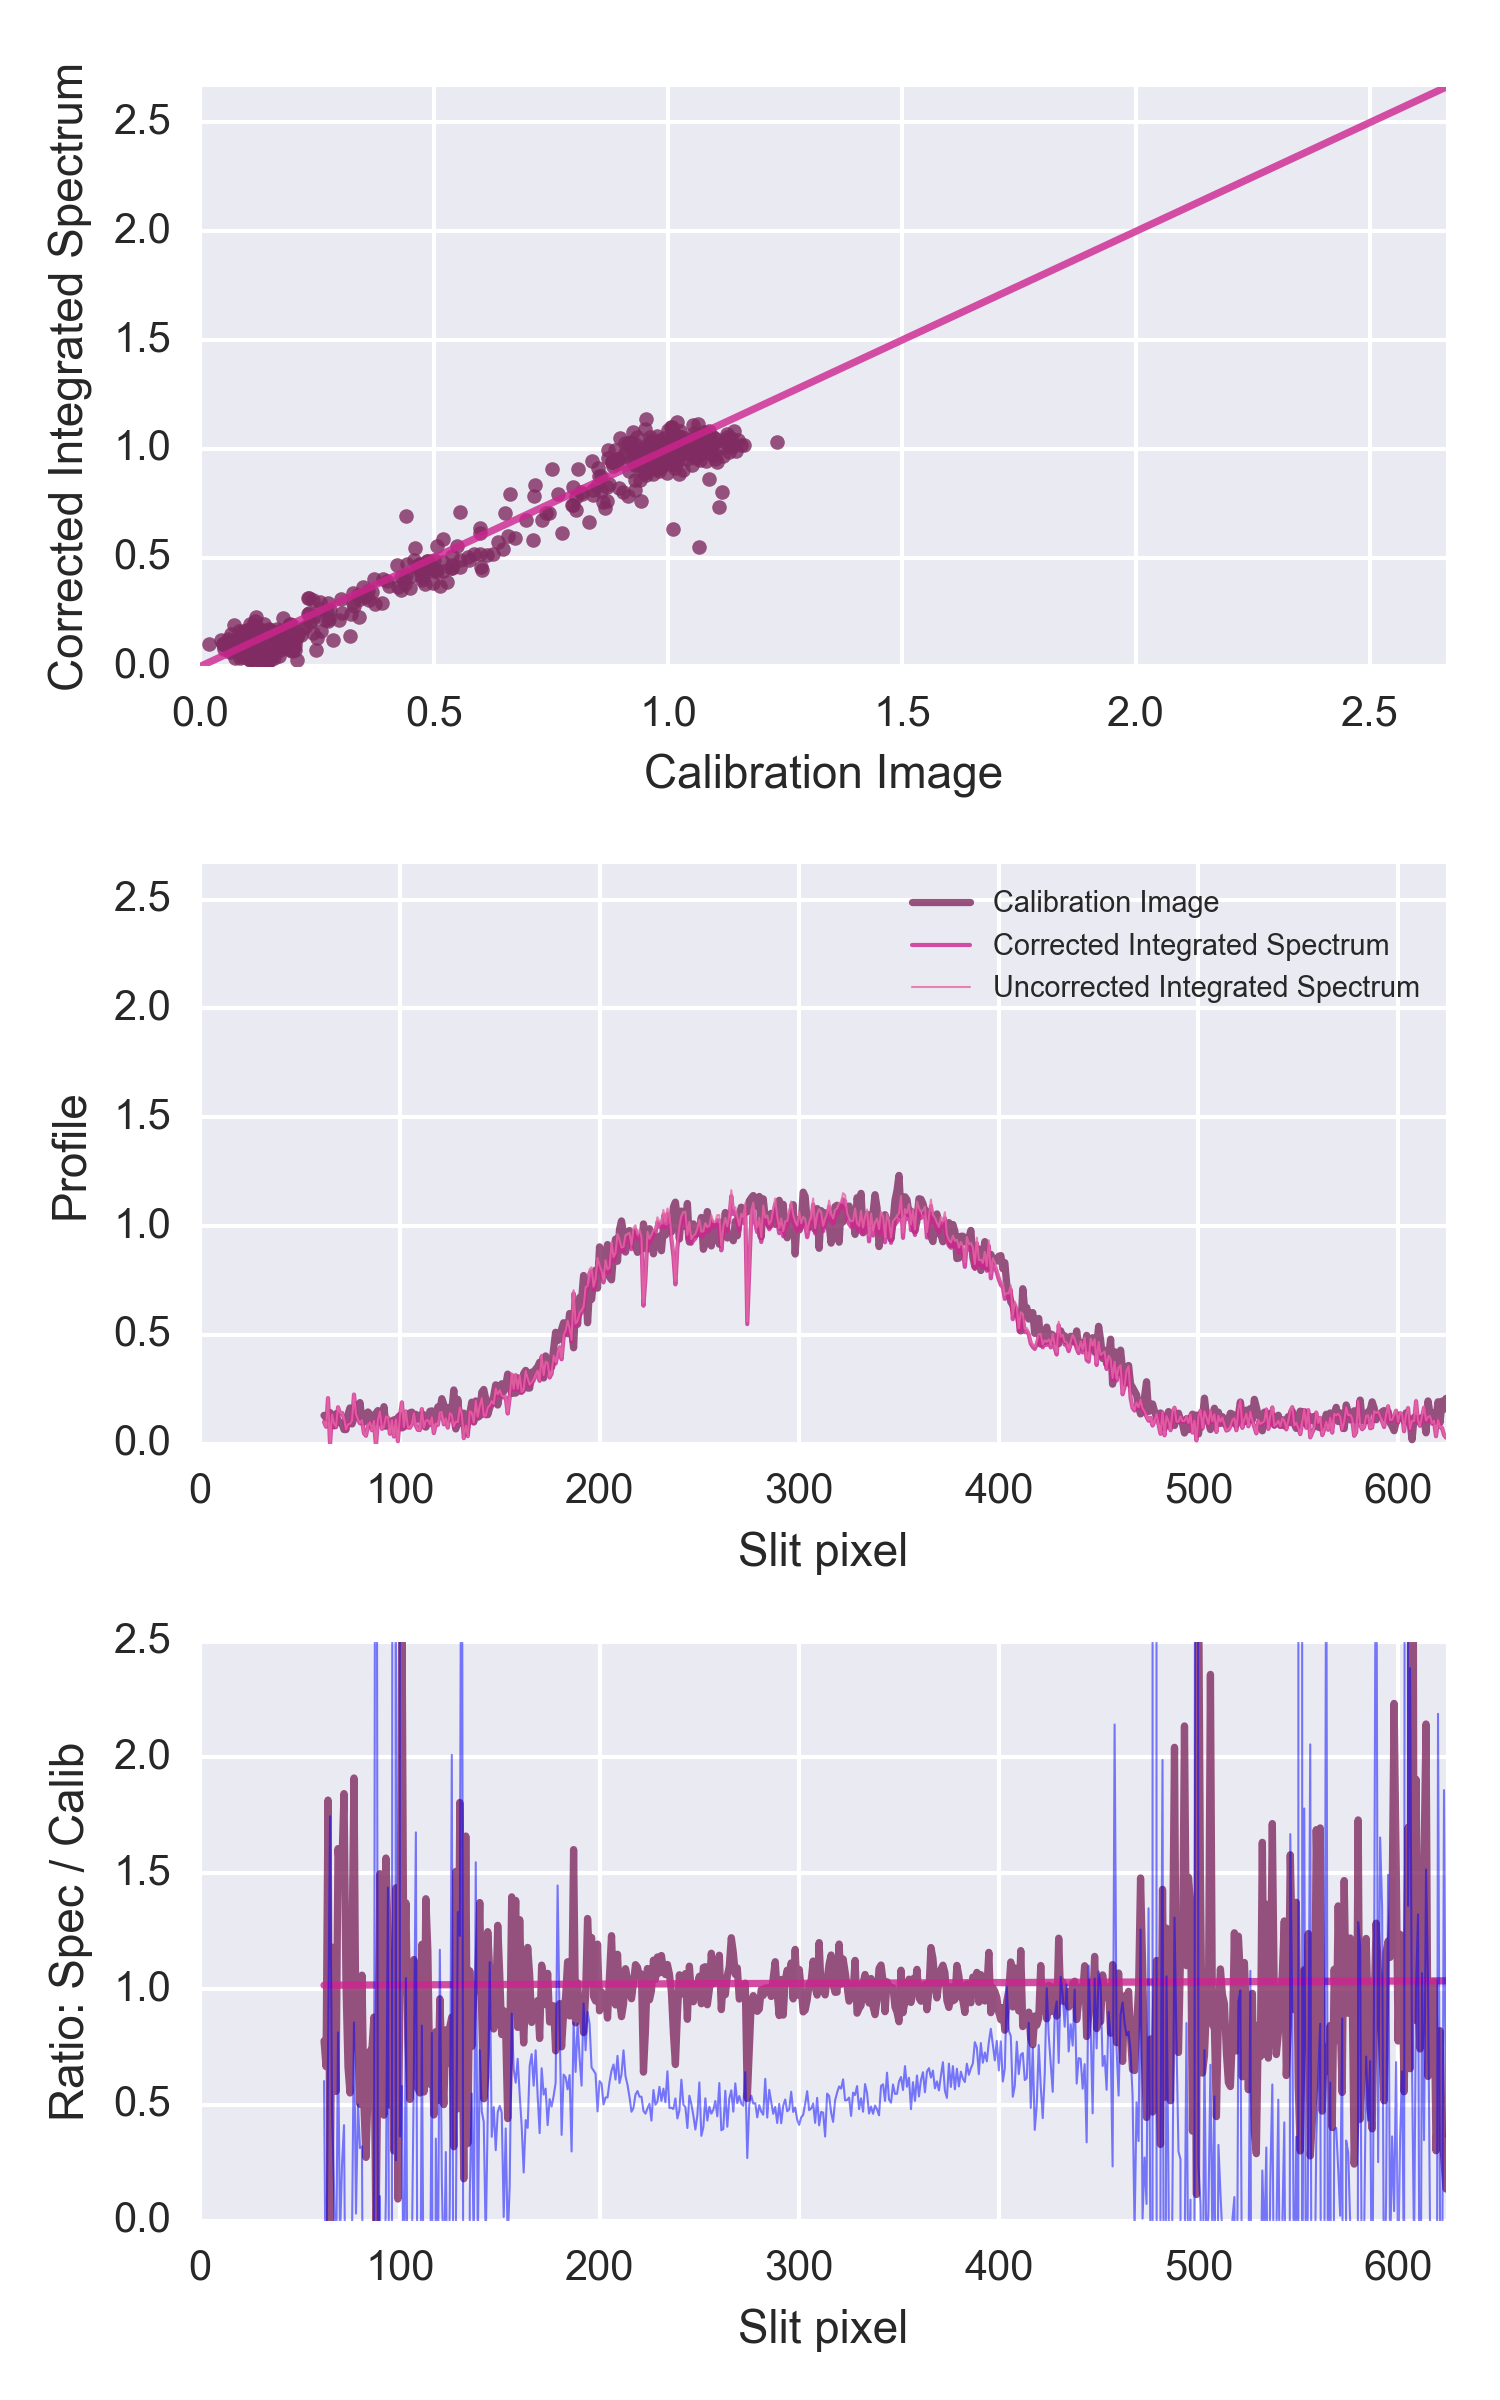 Corrected Integrated Spectrum
2.5
2.0
1.5
1.0
0.5
0.0
0.0 0.5 1.0 1.5 2.0 2.5
Calibration Image
Profile
2.5
2.0
1.5
1.0
0.5
0.0
Calibration Image
Corrected Integrated Spectrum
Uncorrected Integrated Spectrum
0 100 200 300 400 500 600
Slit pixel
Ratio: Spec / Calib
2.5
2.0
1.5
1.0
0.5
0.0
0 100 200 300 400 500 600
Slit pixel